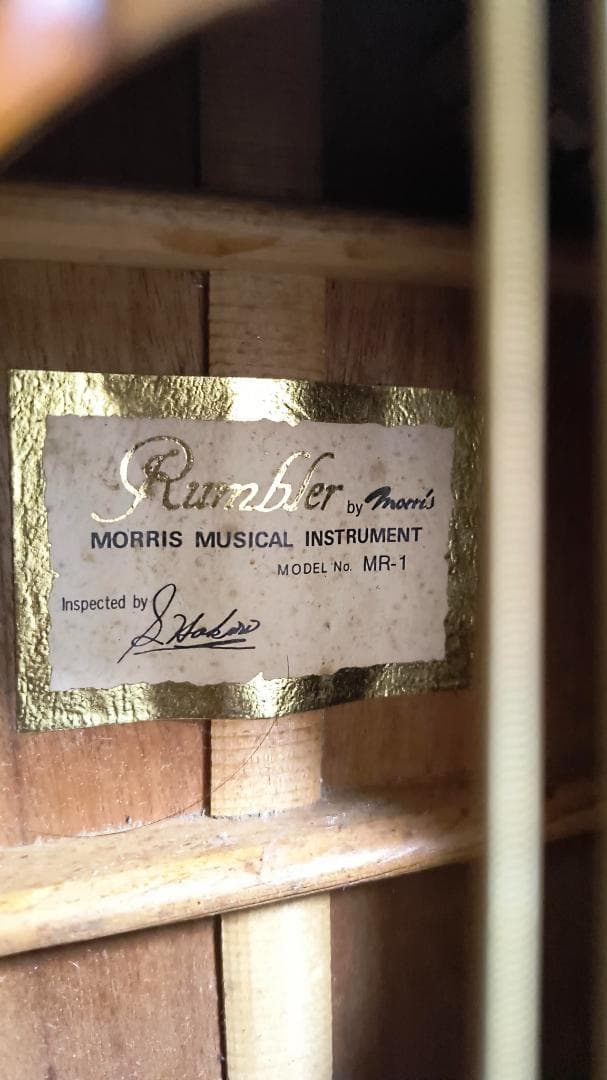 Rumbler by Morris
MORRIS MUSICAL INSTRUMENT
MODEL No. MR-1
Inspected by